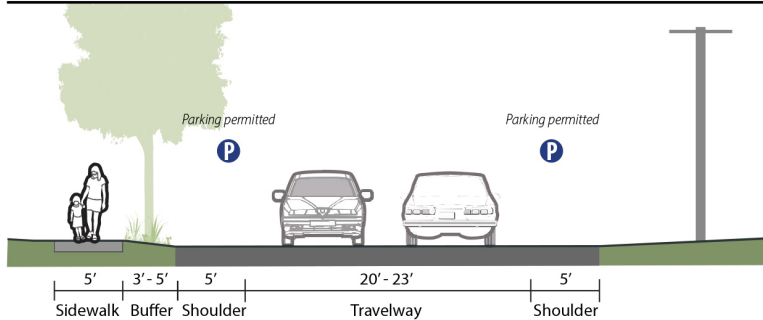 Parking permitted
P
Parking permitted
P
5’ 3’ - 5’ 5’ 20’ - 23’ 5’
Sidewalk Buffer Shoulder Travelway Shoulder